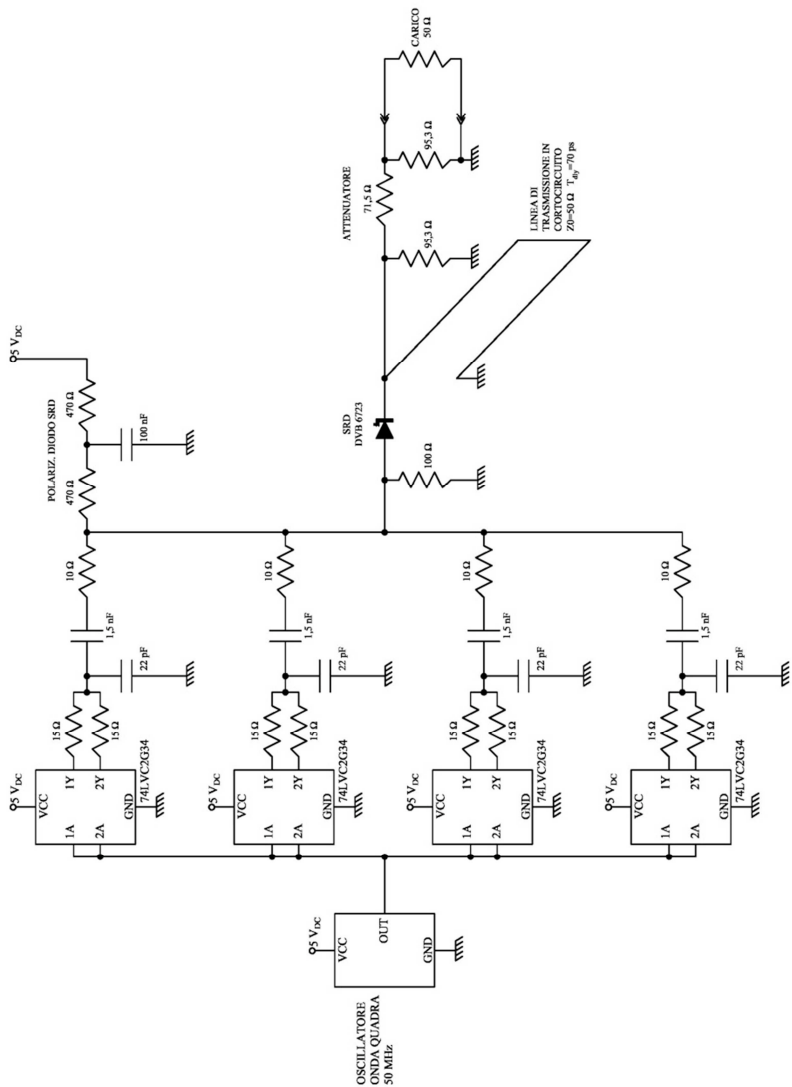 OSCILLATORE
ONDA QUADRA
50 MHz
5 V_DC
VCC
OUT
GND
5 V_DC
VCC
1A
2A
1Y
2Y
GND
74LVC2G34
15 Ω
15 Ω
22 pF
1,5 nF
10 Ω
5 V_DC
VCC
1A
2A
1Y
2Y
GND
74LVC2G34
15 Ω
15 Ω
22 pF
1,5 nF
10 Ω
5 V_DC
VCC
1A
2A
1Y
2Y
GND
74LVC2G34
15 Ω
15 Ω
22 pF
1,5 nF
10 Ω
5 V_DC
VCC
1A
2A
1Y
2Y
GND
74LVC2G34
15 Ω
15 Ω
22 pF
1,5 nF
10 Ω
POLARIZ. DIODO SRD
470 Ω
100 nF
470 Ω
5 V_DC
100 Ω
SRD
DVB 6723
ATTENUATORE
95,3 Ω
71,5 Ω
95,3 Ω
CARICO
50 Ω
LINEA DI
TRASMISSIONE IN
CORTOCIRCUITO
Z0=50 Ω T_dly=70 ps